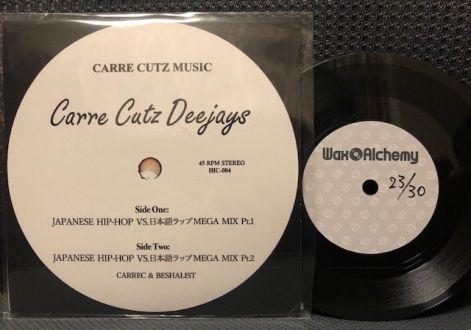 CARRE CUTZ MUSIC
Carre Cutz Deejays
45 RPM STEREO
HIC-004
Side One:
JAPANESE HIP-HOP VS,日本語ラップMEGA MIX Pt.1
Side Two:
JAPANESE HIP-HOP VS,日本語ラップMEGA MIX Pt.2
CARREC & BESHALIST
Wax Alchemy
23/30